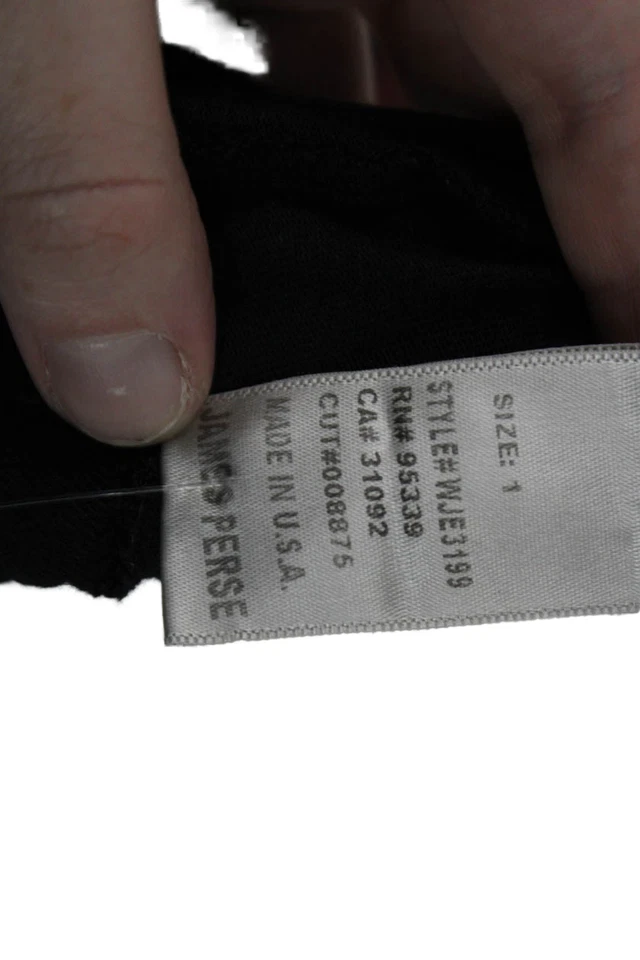 JAMES PERSE
MADE IN U.S.A.
CUT#008875
CA# 31092
RN# 95339
STYLE#WJE3199
SIZE: 1